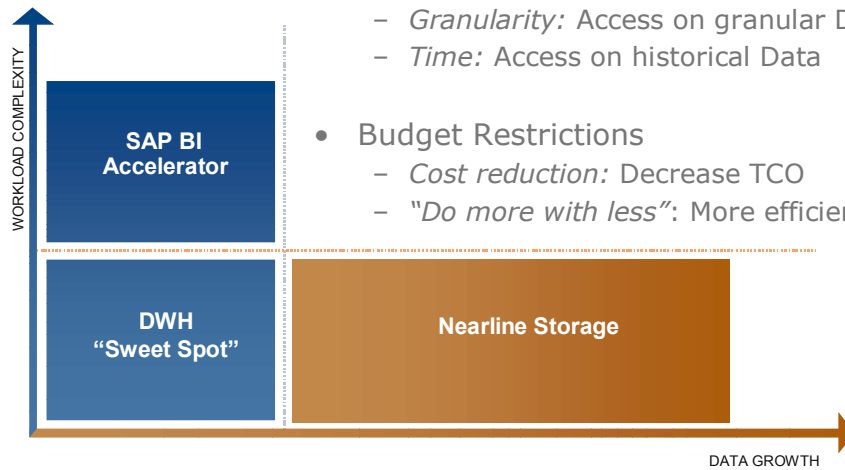 – Granularity: Access on granular D
– Time: Access on historical Data
• Budget Restrictions
– Cost reduction: Decrease TCO
– “Do more with less”: More efficien
WORKLOAD COMPLEXITY
SAP BI
Accelerator
DWH
“Sweet Spot”
Nearline Storage
DATA GROWTH